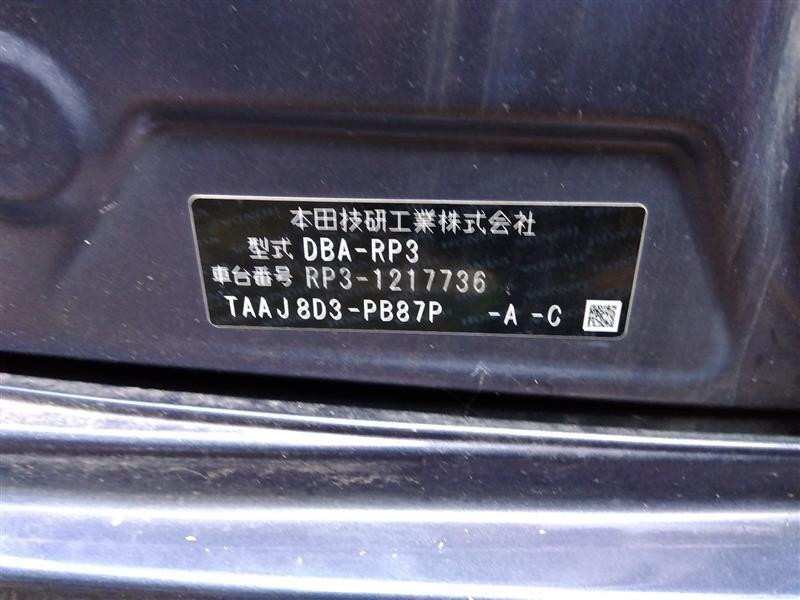 本田技研工業株式会社
型式 DBA-RP3
車台番号 RP3-1217736
TAAJ8D3-PB87P -A -C